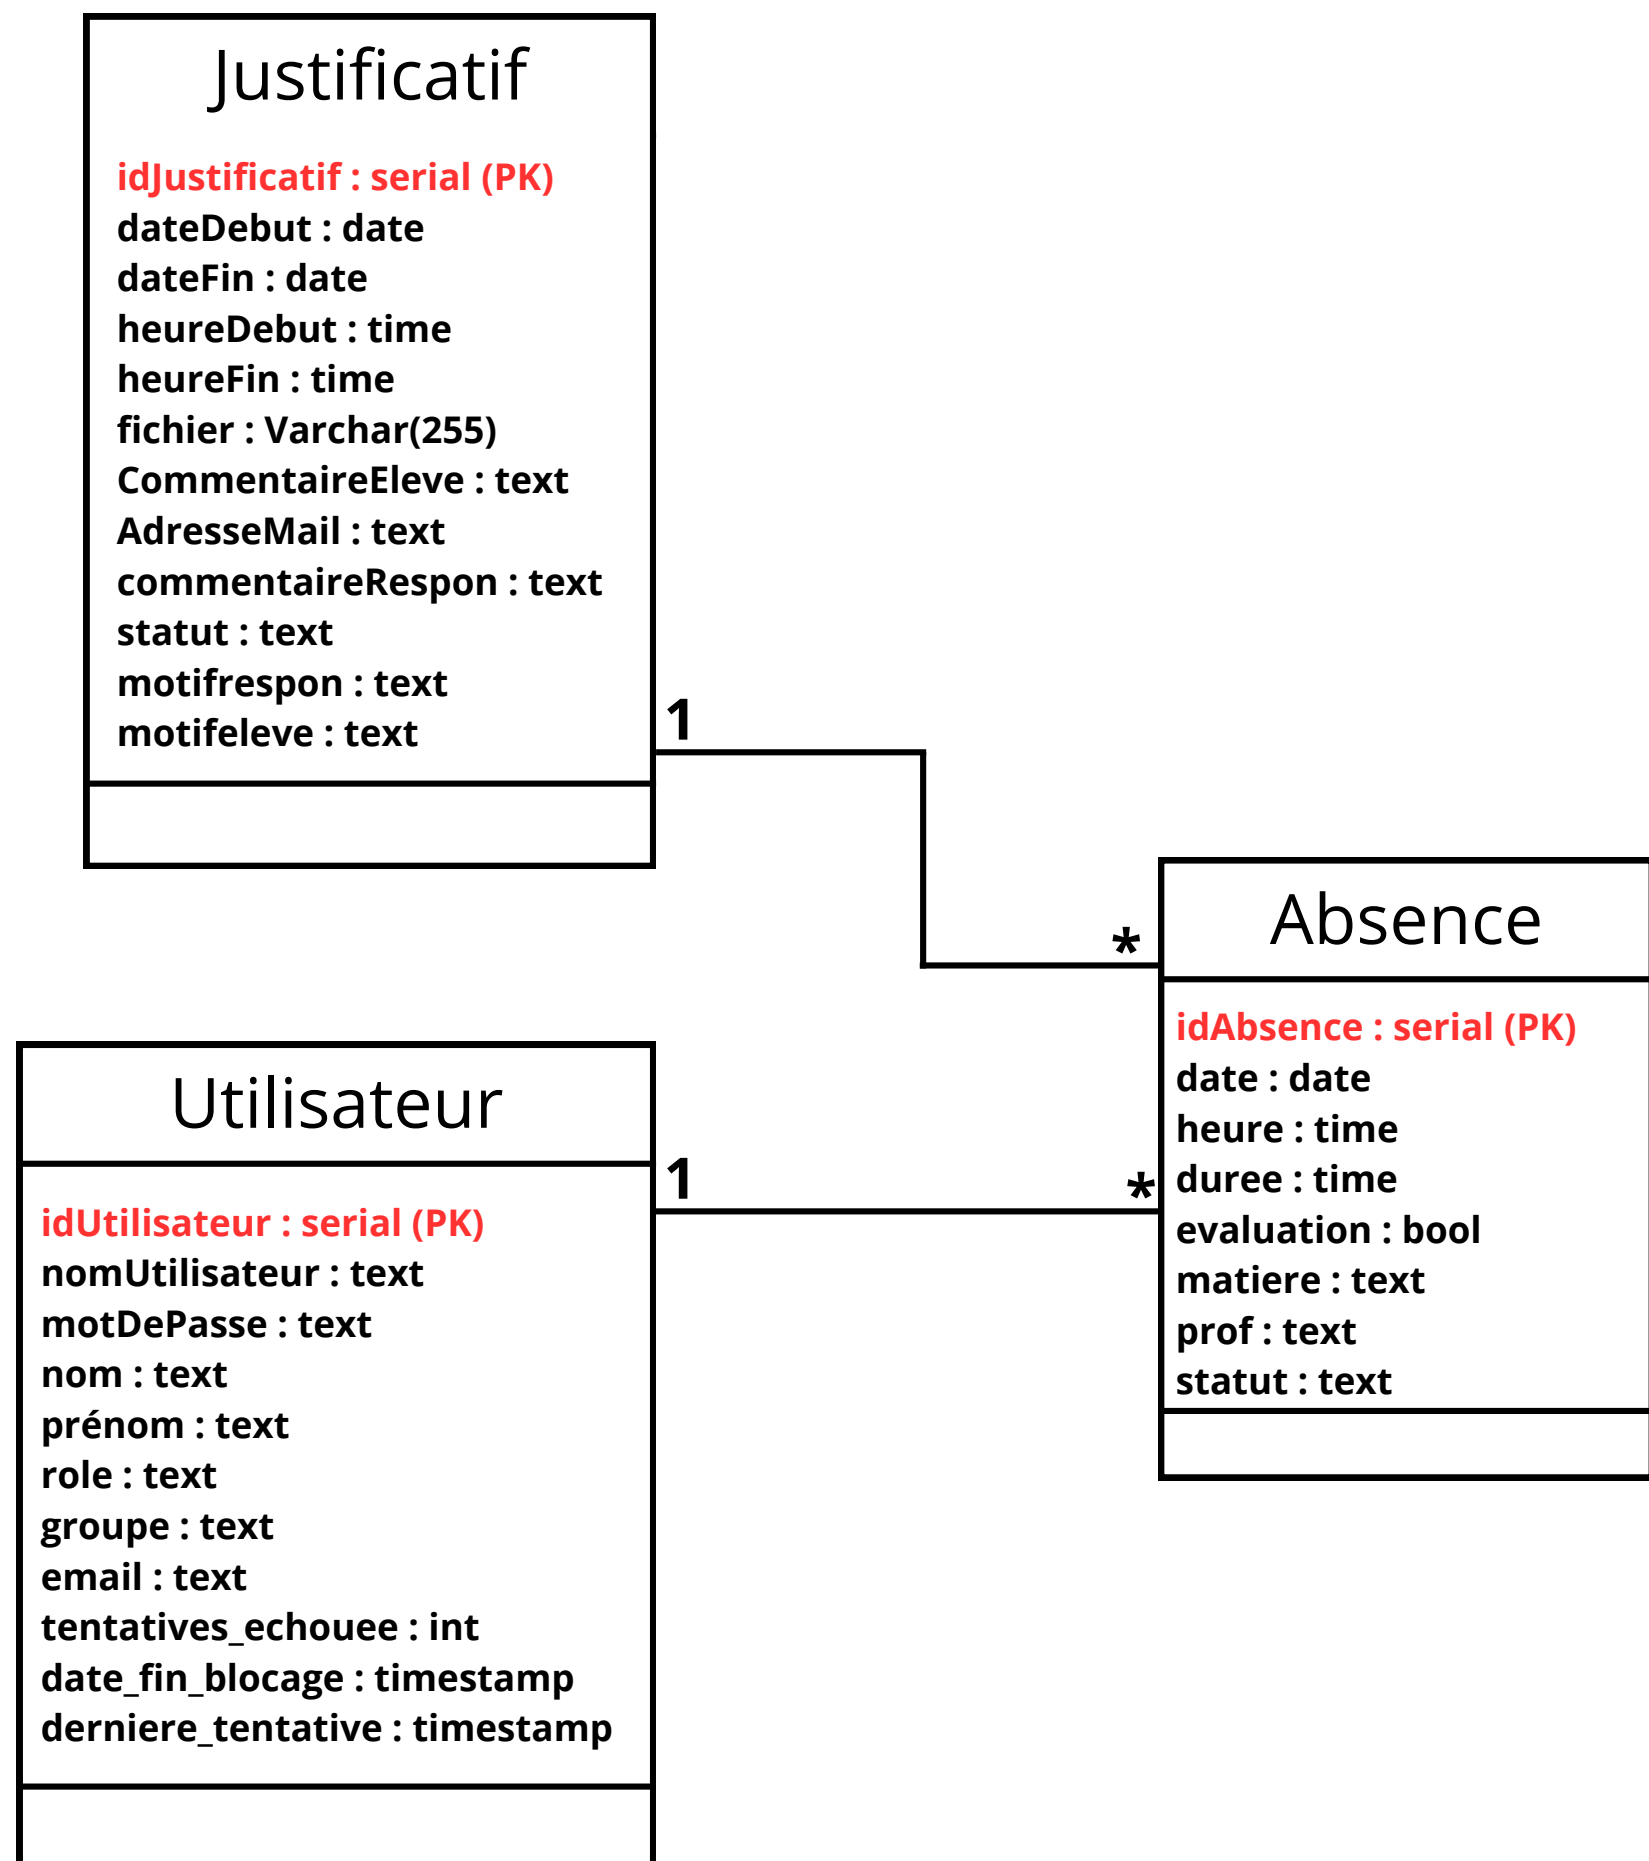 Justificatif
idJustificatif : serial (PK)
dateDebut : date
dateFin : date
heureDebut : time
heureFin : time
fichier : Varchar(255)
CommentaireEleve : text
AdresseMail : text
commentaireRespon : text
statut : text
motifrespon : text
motifeleve : text
1
*
Absence
idAbsence : serial (PK)
date : date
heure : time
duree : time
evaluation : bool
matiere : text
prof : text
statut : text
Utilisateur
1
*
idUtilisateur : serial (PK)
nomUtilisateur : text
motDePasse : text
nom : text
prénom : text
role : text
groupe : text
email : text
tentatives_echouee : int
date_fin_blocage : timestamp
derniere_tentative : timestamp